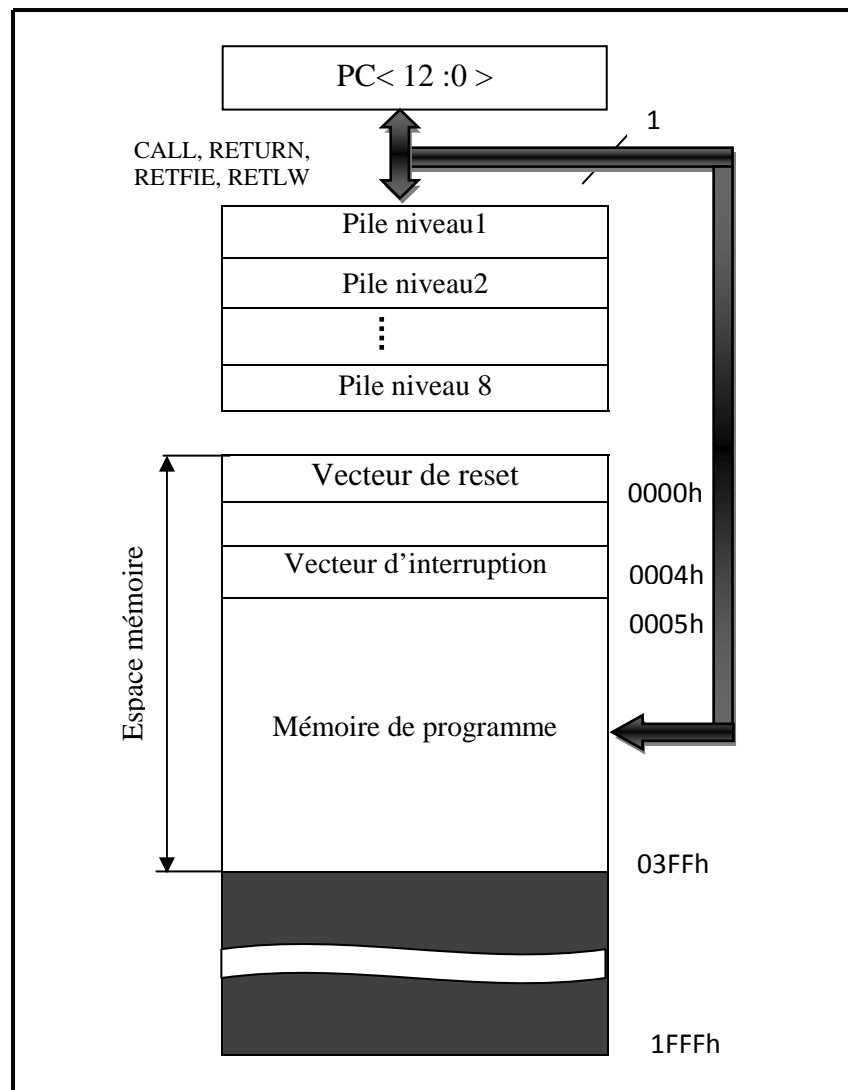 PC< 12 :0 >
1
CALL, RETURN,
RETFIE, RETLW
Pile niveau1
Pile niveau2
Pile niveau 8
Vecteur de reset
0000h
Vecteur d’interruption
0004h
0005h
Espace mémoire
Mémoire de programme
03FFh
1FFFh